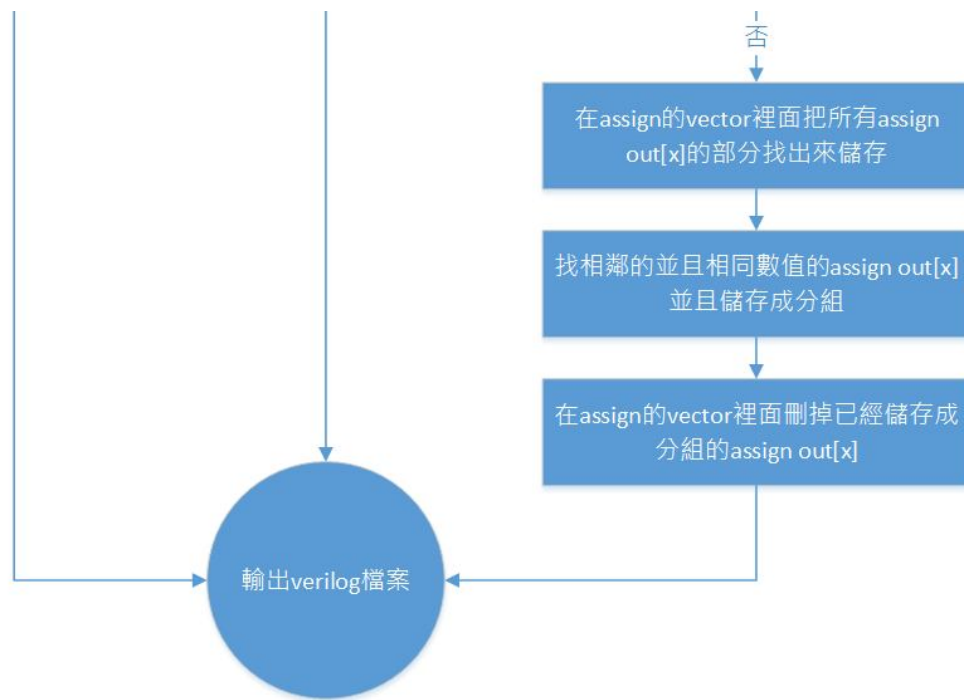 否
在assign的vector裡面把所有assign
out[x]的部分找出來儲存
找相鄰的並且相同數值的assign out[x]
並且儲存成分組
在assign的vector裡面刪掉已經儲存成
分組的assign out[x]
輸出verilog檔案